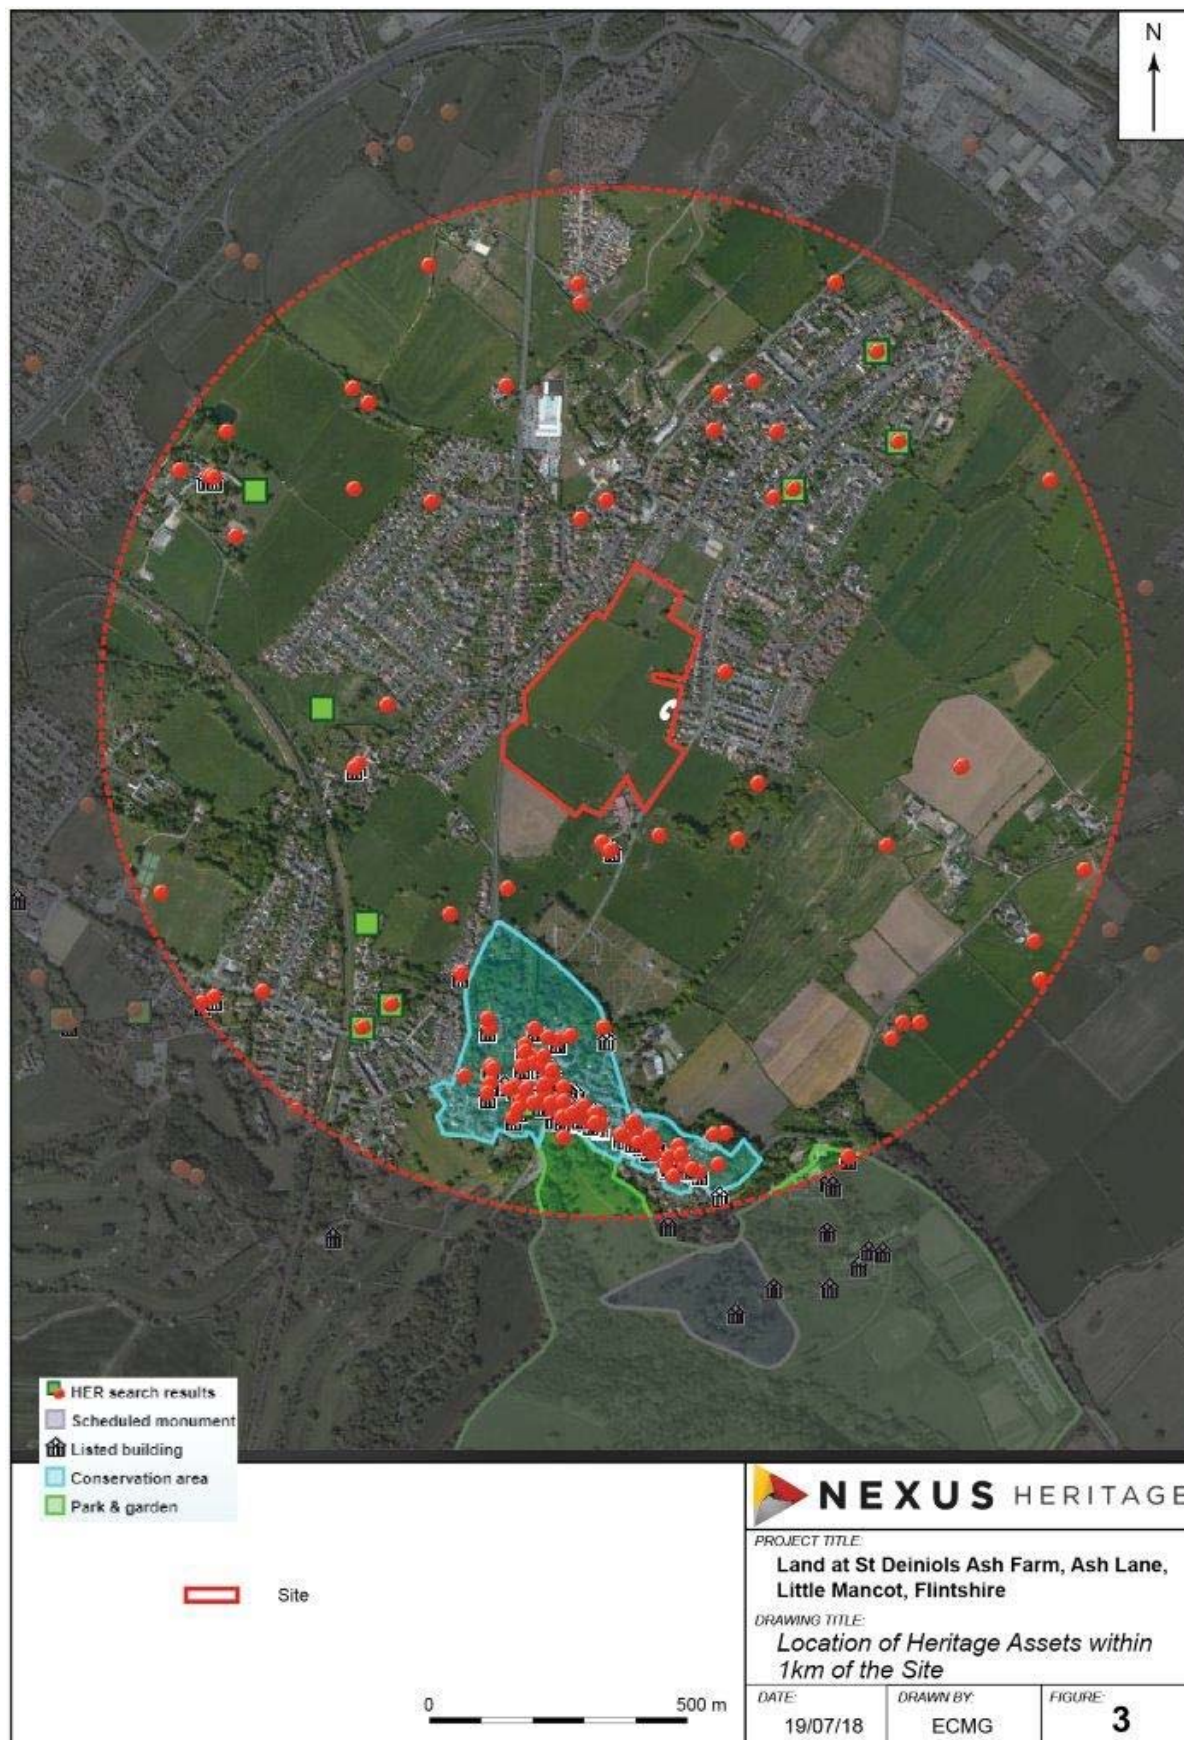 N
HER search results
Scheduled monument
Listed building
Conservation area
Park & garden
Site
0 500 m
NEXUS HERITAGE
PROJECT TITLE:
Land at St Deiniols Ash Farm, Ash Lane,
Little Mancot, Flintshire
DRAWING TITLE:
Location of Heritage Assets within
1km of the Site
DATE: DRAWN BY: FIGURE:
19/07/18 ECMG 3